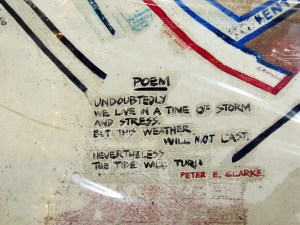 KENT
POEM
UNDOUBTEDLY
WE LIVE IN A TIME OF STORM
AND STRESS.
BUT THIS WEATHER
WILL NOT LAST.
NEVERTHELESS
THE TIDE WILL TURN
PETER E. CLARKE.